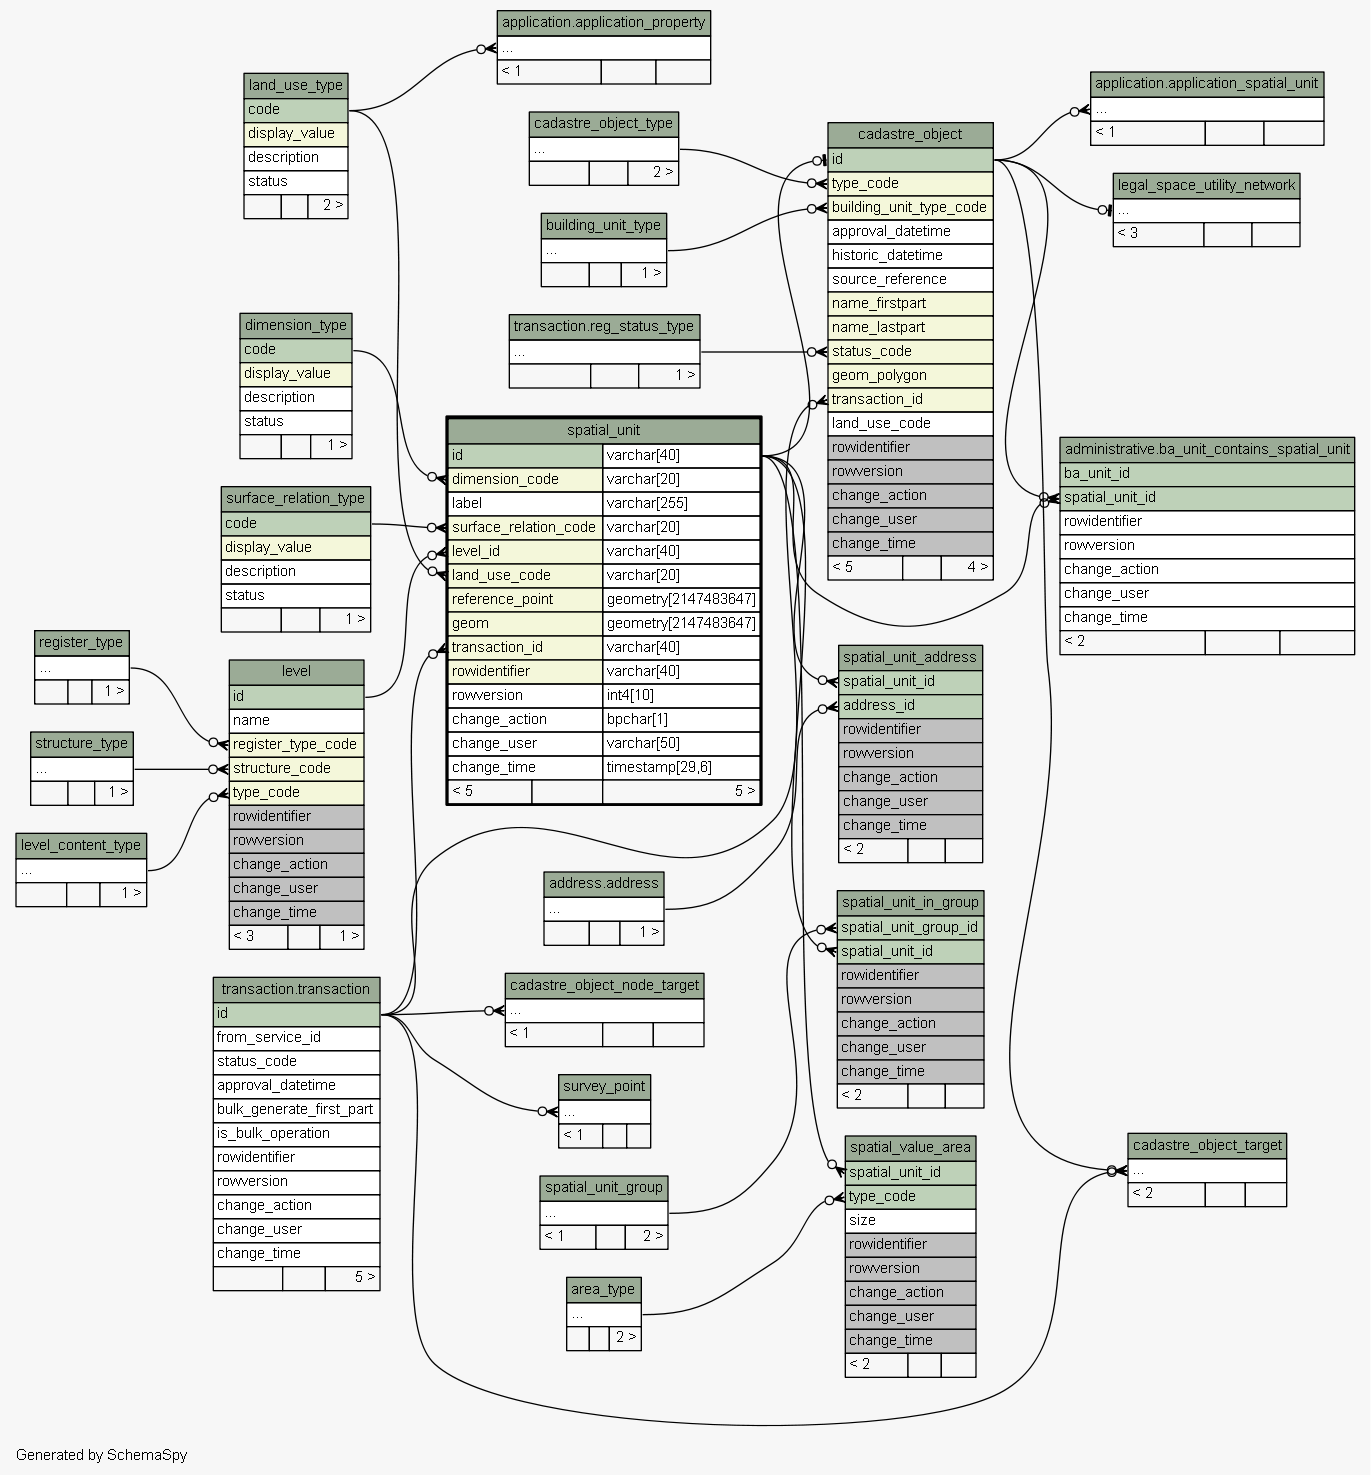 application.application_property
...
< 1
land_use_type
code
display_value
description
status
2 >
cadastre_object_type
...
2 >
building_unit_type
...
1 >
transaction.reg_status_type
...
1 >
cadastre_object
id
type_code
building_unit_type_code
approval_datetime
historic_datetime
source_reference
name_firstpart
name_lastpart
status_code
geom_polygon
transaction_id
land_use_code
rowidentifier
rowversion
change_action
change_user
change_time
< 5 4 >
application.application_spatial_unit
...
< 1
legal_space_utility_network
...
< 3
dimension_type
code
display_value
description
status
1 >
surface_relation_type
code
display_value
description
status
1 >
spatial_unit
id varchar[40]
dimension_code varchar[20]
label varchar[255]
surface_relation_code varchar[20]
level_id varchar[40]
land_use_code varchar[20]
reference_point geometry[2147483647]
geom geometry[2147483647]
transaction_id varchar[40]
rowidentifier varchar[40]
rowversion int4[10]
change_action bpchar[1]
change_user varchar[50]
change_time timestamp[29,6]
< 5 5 >
administrative.ba_unit_contains_spatial_unit
ba_unit_id
spatial_unit_id
rowidentifier
rowversion
change_action
change_user
change_time
< 2
register_type
...
1 >
structure_type
...
1 >
level_content_type
...
1 >
level
id
name
register_type_code
structure_code
type_code
rowidentifier
rowversion
change_action
change_user
change_time
< 3 1 >
spatial_unit_address
spatial_unit_id
address_id
rowidentifier
rowversion
change_action
change_user
change_time
< 2
address.address
...
1 >
spatial_unit_in_group
spatial_unit_group_id
spatial_unit_id
rowidentifier
rowversion
change_action
change_user
change_time
< 2
transaction.transaction
id
from_service_id
status_code
approval_datetime
bulk_generate_first_part
is_bulk_operation
rowidentifier
rowversion
change_action
change_user
change_time
5 >
cadastre_object_node_target
...
< 1
survey_point
...
< 1
spatial_unit_group
...
< 1 2 >
area_type
...
2 >
spatial_value_area
spatial_unit_id
type_code
size
rowidentifier
rowversion
change_action
change_user
change_time
< 2
cadastre_object_target
...
< 2
Generated by SchemaSpy